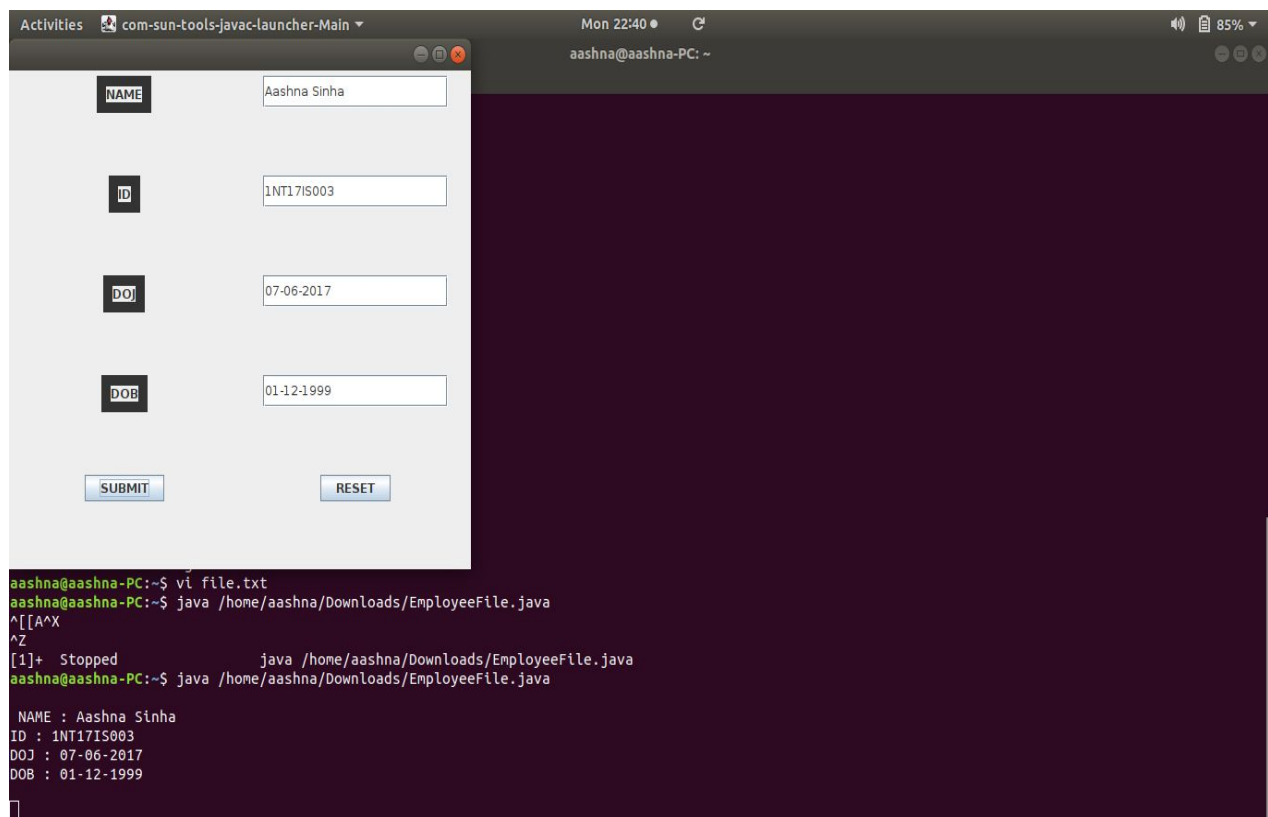 Activities com-sun-tools-javac-launcher-Main Mon 22:40 85%
aashna@aashna-PC: ~
NAME Aashna Sinha
ID 1NT17IS003
DOJ 07-06-2017
DOB 01-12-1999
SUBMIT RESET
aashna@aashna-PC:~$ vi file.txt
aashna@aashna-PC:~$ java /home/aashna/Downloads/EmployeeFile.java
^[[A^X
^Z
[1]+  Stopped                 java /home/aashna/Downloads/EmployeeFile.java
aashna@aashna-PC:~$ java /home/aashna/Downloads/EmployeeFile.java
NAME : Aashna Sinha
ID : 1NT17IS003
DOJ : 07-06-2017
DOB : 01-12-1999